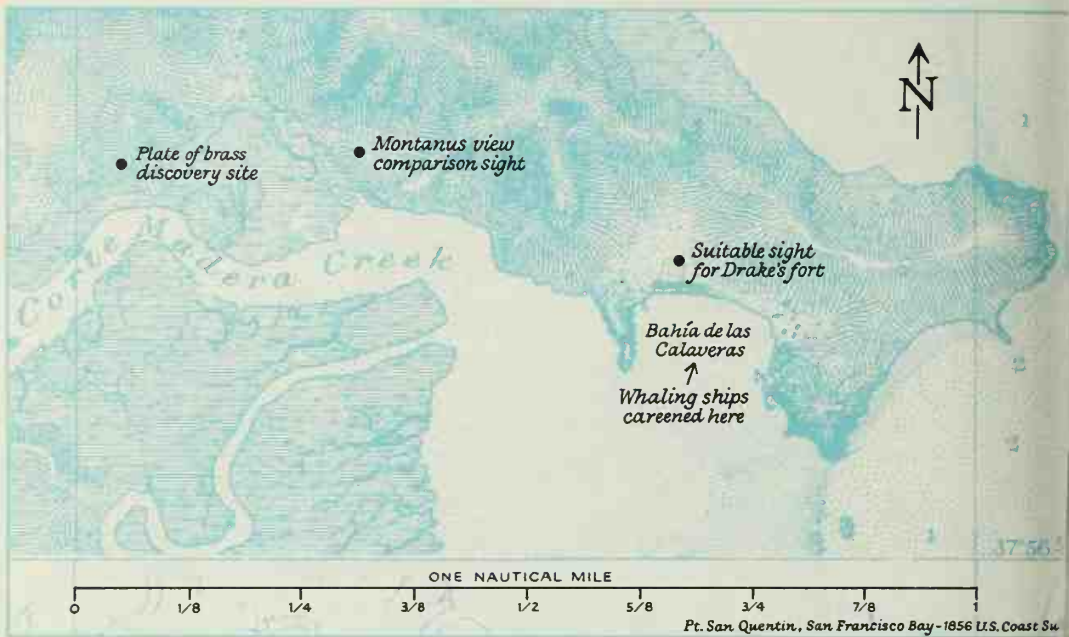 N
Plate of brass
discovery site
Montanus view
comparison sight
Corte Madera Creek
Suitable sight
for Drake's fort
Bahía de las
Calaveras
Whaling ships
careened here
37°56
ONE NAUTICAL MILE
0 1/8 1/4 3/8 1/2 5/8 3/4 7/8 1
Pt. San Quentin, San Francisco Bay-1856 U.S. Coast Su